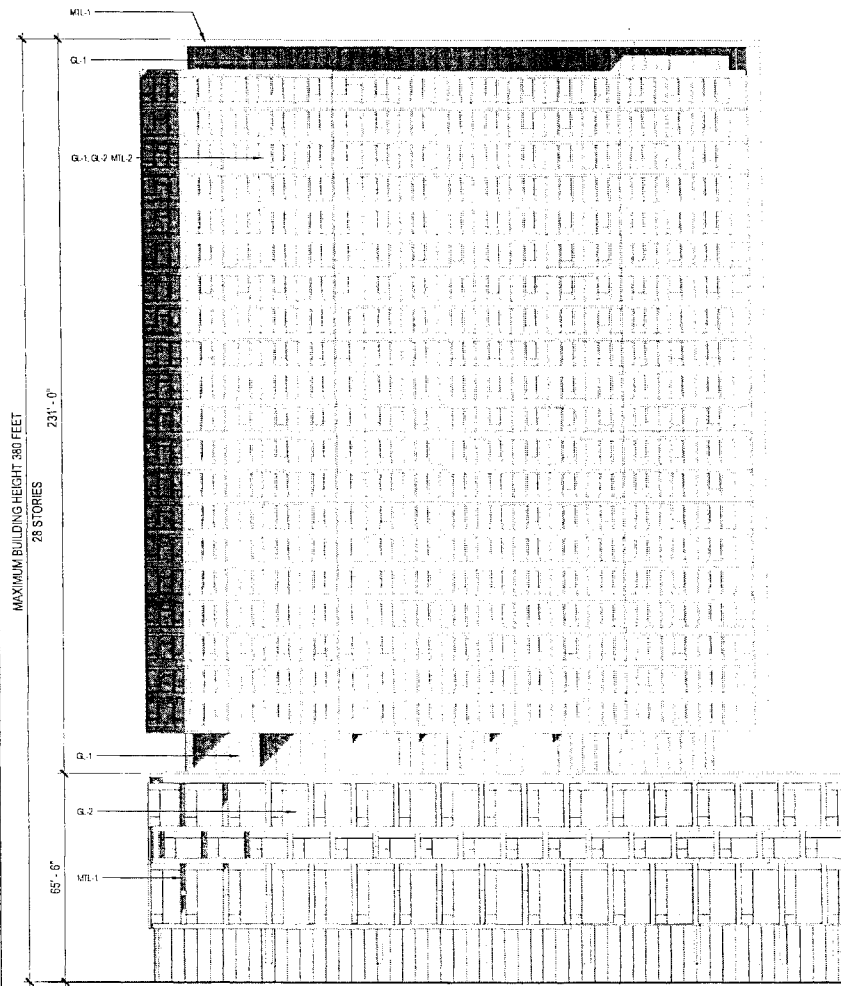 MTL-1
GL-1
GL-1, GL-2 MTL-2
MAXIMUM BUILDING HEIGHT 380 FEET
28 STORIES
231' - 0"
GL-1
GL-2
MTL-1
65' - 6"